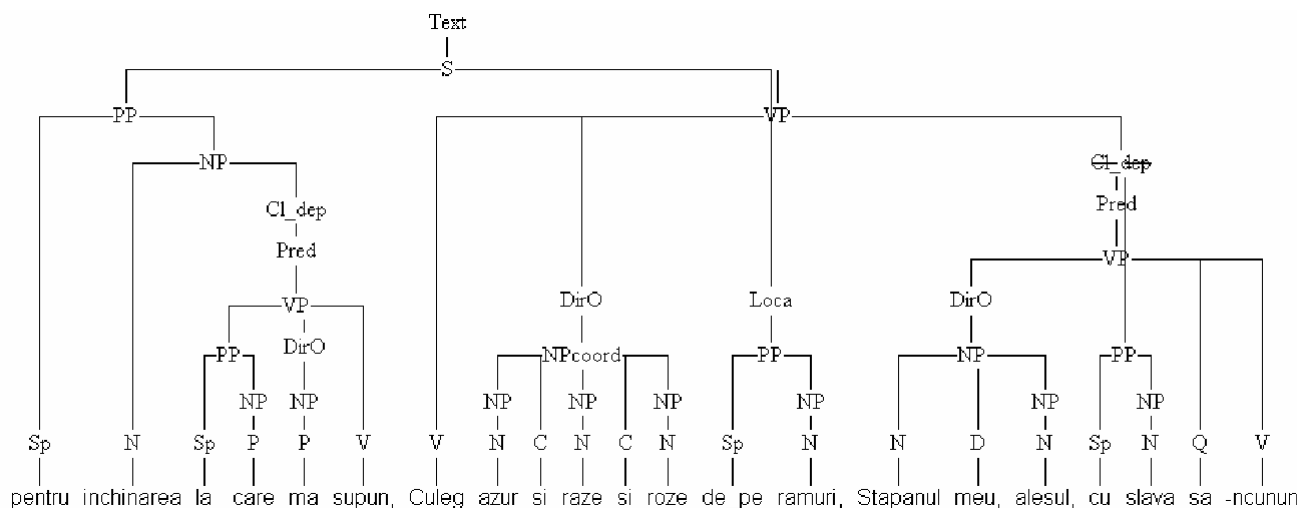 Text
S
PP VP
NP Cl_dep
Cl_dep Pred
Pred VP
VP DirO Loca DirO
PP DirO NPcoord PP NP PP
NP NP NP NP NP NP NP NP
Sp N Sp P P V V N C N C N Sp N N D N Sp N Q V
pentru inchinarea la care ma supun, Culeg azur si raze si roze de pe ramuri, Stapanul meu, alesul, cu slava sa -ncunun